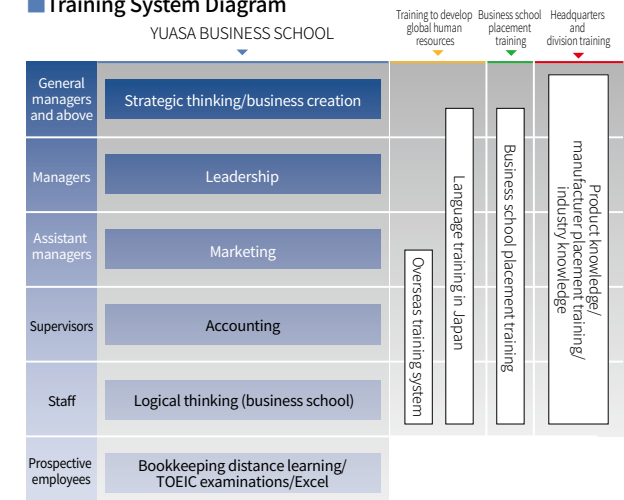 ■Training System Diagram
YUASA BUSINESS SCHOOL
Training to develop
global human
resources
Business school
placement
training
Headquarters
and
division training
General
managers
and above
Strategic thinking/business creation
Managers
Leadership
Assistant
managers
Marketing
Supervisors
Accounting
Staff
Logical thinking (business school)
Prospective
employees
Bookkeeping distance learning/
TOEIC examinations/Excel
Overseas training system
Language training in Japan
Business school placement training
Product knowledge/
manufacturer placement training/
industry knowledge